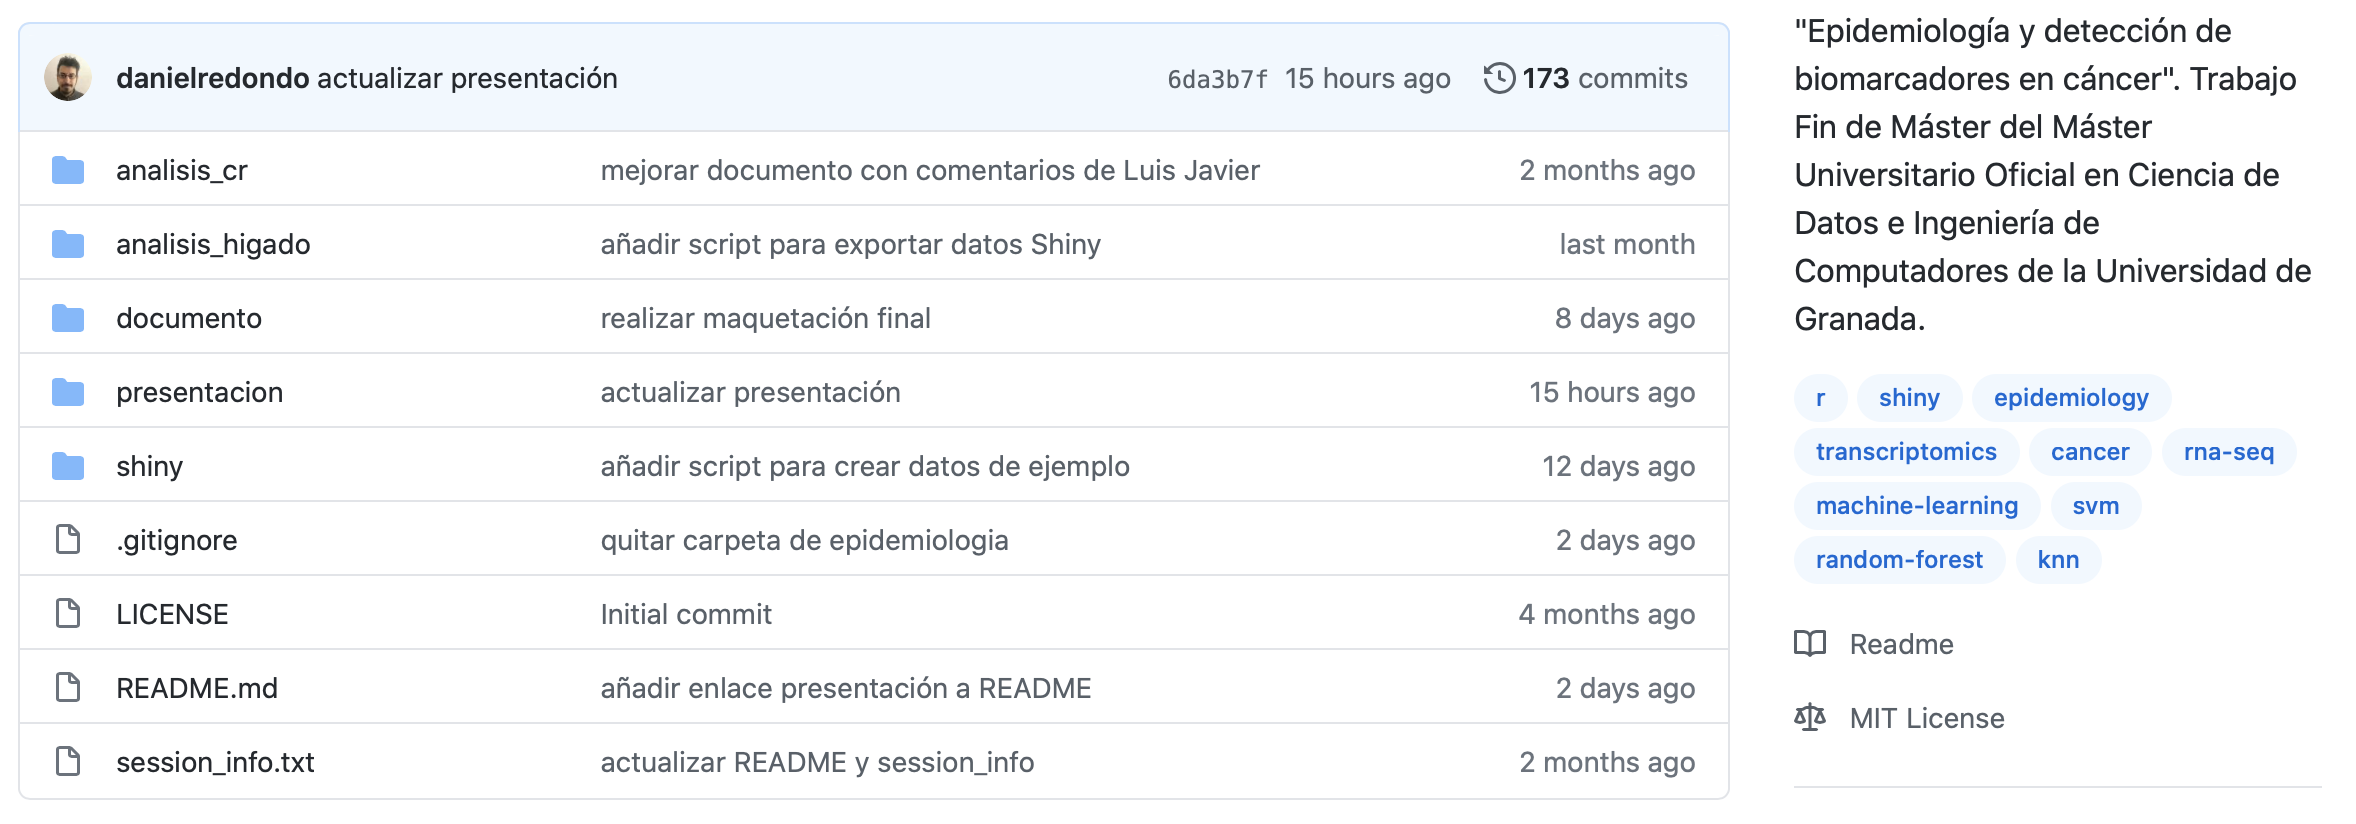 danielredondo actualizar presentación 6da3b7f 15 hours ago 173 commits
analisis_cr mejorar documento con comentarios de Luis Javier 2 months ago
analisis_higado añadir script para exportar datos Shiny last month
documento realizar maquetación final 8 days ago
presentacion actualizar presentación 15 hours ago
shiny añadir script para crear datos de ejemplo 12 days ago
.gitignore quitar carpeta de epidemiologia 2 days ago
LICENSE Initial commit 4 months ago
README.md añadir enlace presentación a README 2 days ago
session_info.txt actualizar README y session_info 2 months ago
"Epidemiología y detección de
biomarcadores en cáncer". Trabajo
Fin de Máster del Máster
Universitario Oficial en Ciencia de
Datos e Ingeniería de
Computadores de la Universidad de
Granada.
r shiny epidemiology
transcriptomics cancer rna-seq
machine-learning svm
random-forest knn
Readme
MIT License